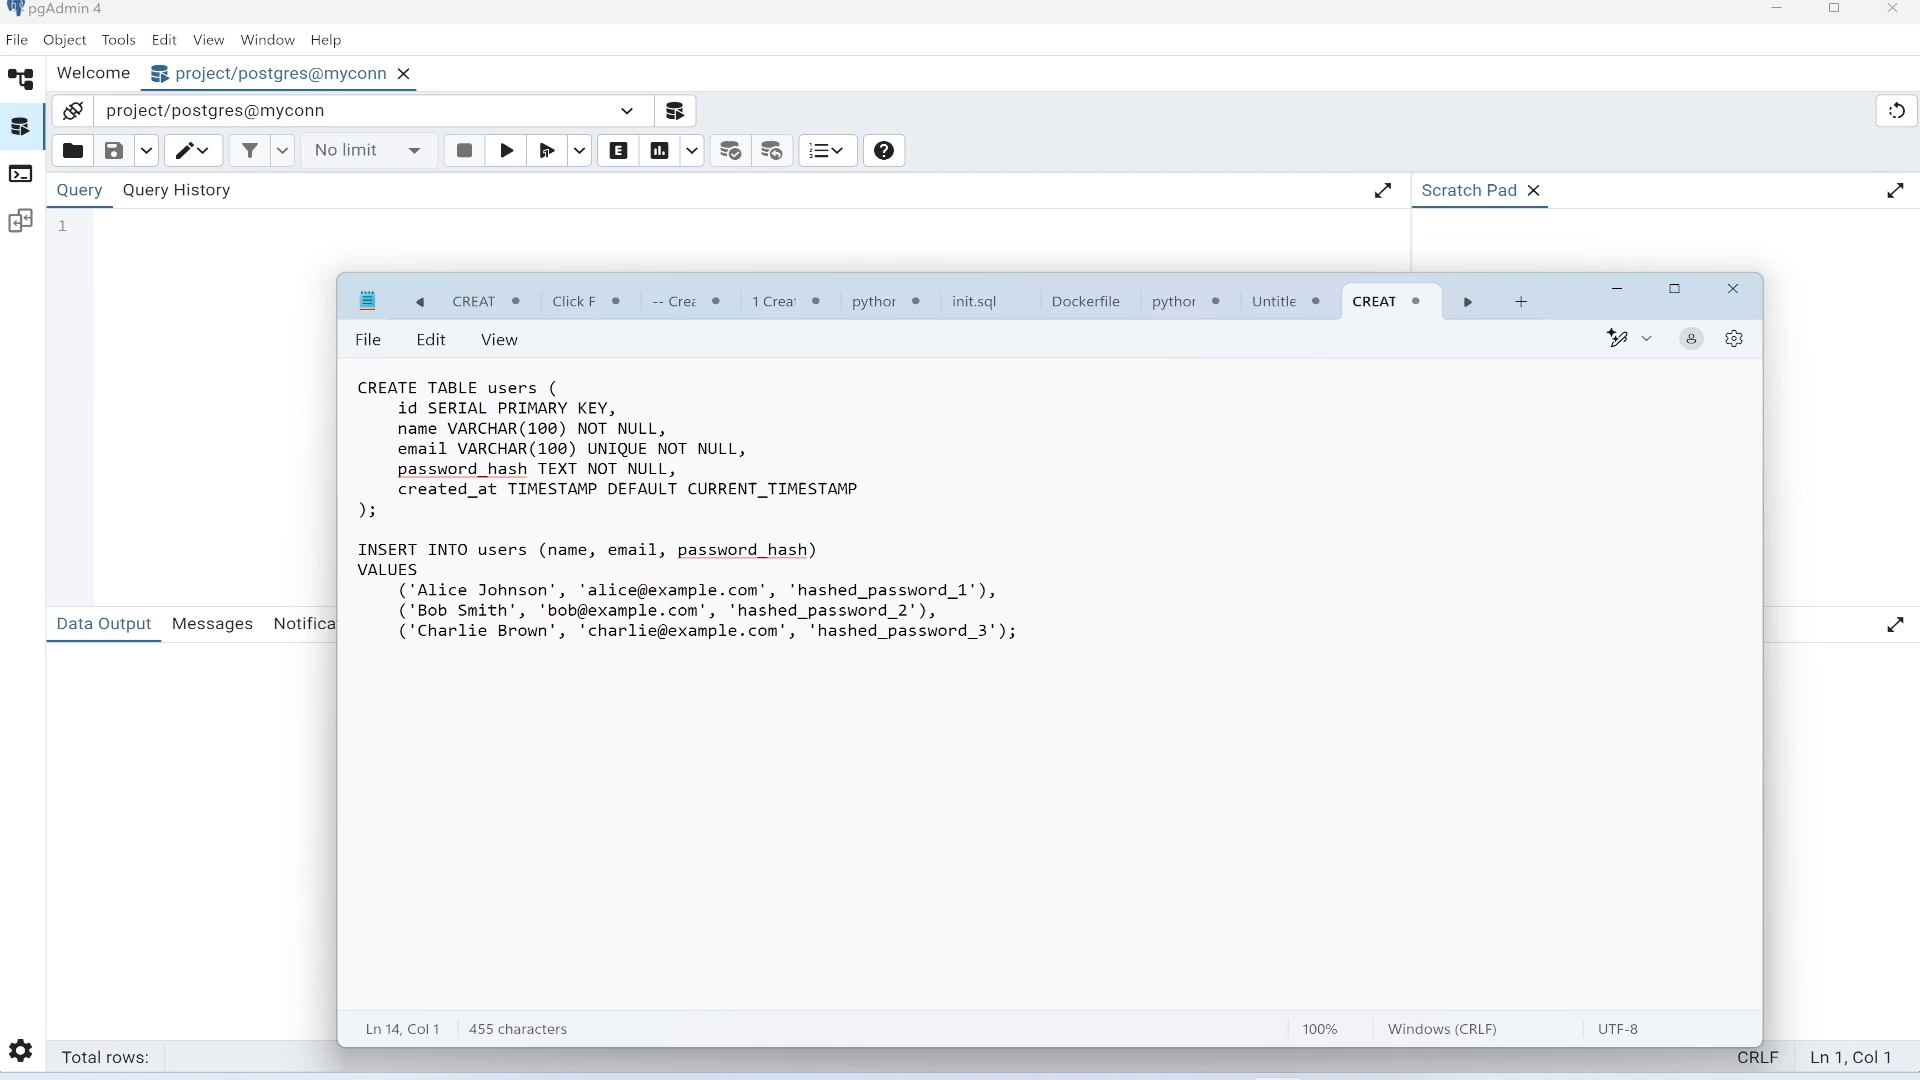 pgAdmin 4
File Object Tools Edit View Window Help
Welcome project/postgres@myconn
project/postgres@myconn
No limit E
Query Query History Scratch Pad
1
CREAT Click F -- Crea 1 Creat python init.sql Dockerfile python Untitle CREAT
File Edit View
CREATE TABLE users (
id SERIAL PRIMARY KEY,
name VARCHAR(100) NOT NULL,
email VARCHAR(100) UNIQUE NOT NULL,
password_hash TEXT NOT NULL,
created_at TIMESTAMP DEFAULT CURRENT_TIMESTAMP
);
INSERT INTO users (name, email, password_hash)
VALUES
('Alice Johnson', 'alice@example.com', 'hashed_password_1'),
('Bob Smith', 'bob@example.com', 'hashed_password_2'),
('Charlie Brown', 'charlie@example.com', 'hashed_password_3');
Data Output Messages Notifica
Ln 14, Col 1 455 characters 100% Windows (CRLF) UTF-8
Total rows: CRLF Ln 1, Col 1